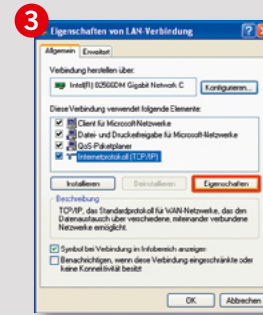 3
Eigenschaften von LAN-Verbindung
Allgemein Erweitert
Verbindung herstellen über:
Intel(R) 82566DM Gigabit Network C
Konfigurieren...
Diese Verbindung verwendet folgende Elemente:
Client für Microsoft-Netzwerke
Datei- und Druckerfreigabe für Microsoft-Netzwerke
QoS-Paketplaner
Internetprotokoll (TCP/IP)
Installieren Deinstallieren Eigenschaften
Beschreibung
TCP/IP, das Standardprotokoll für WAN-Netzwerke, das den
Datenaustausch über verschiedene, miteinander verbundene
Netzwerke ermöglicht.
Symbol bei Verbindung in Infobereich anzeigen
Benachrichtigen, wenn diese Verbindung eingeschränkte oder
keine Konnektivität besitzt
OK Abbrechen